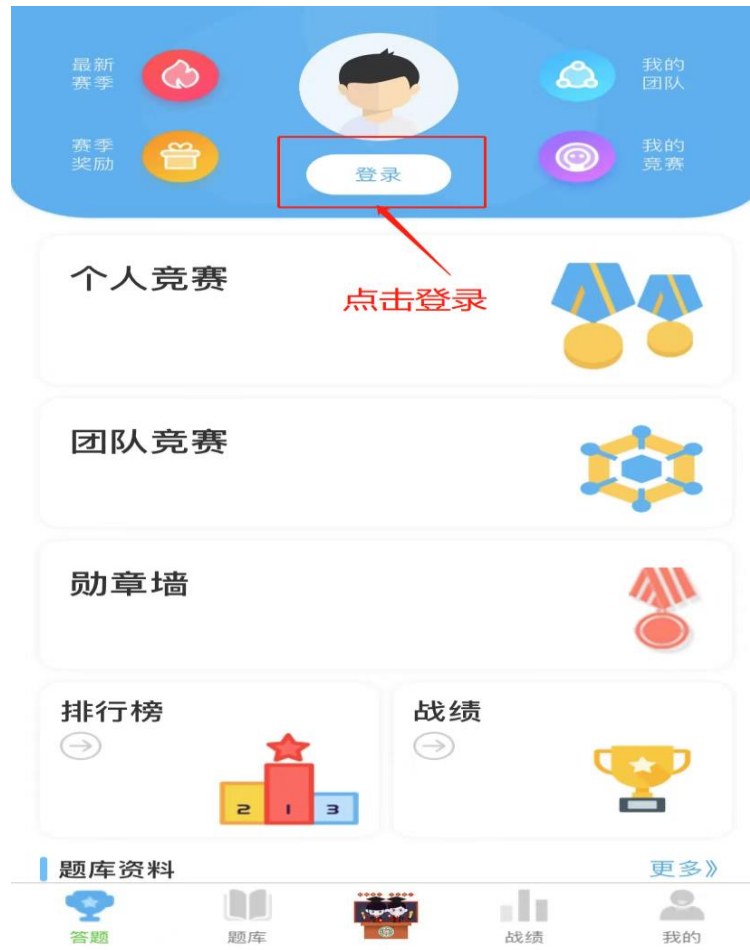 最新
赛季
我的
团队
赛季
奖励
登录
我的
竞赛
个人竞赛
点击登录
团队竞赛
勋章墙
排行榜
战绩
2 1 3
题库资料
更多》
答题
题库
战绩
我的